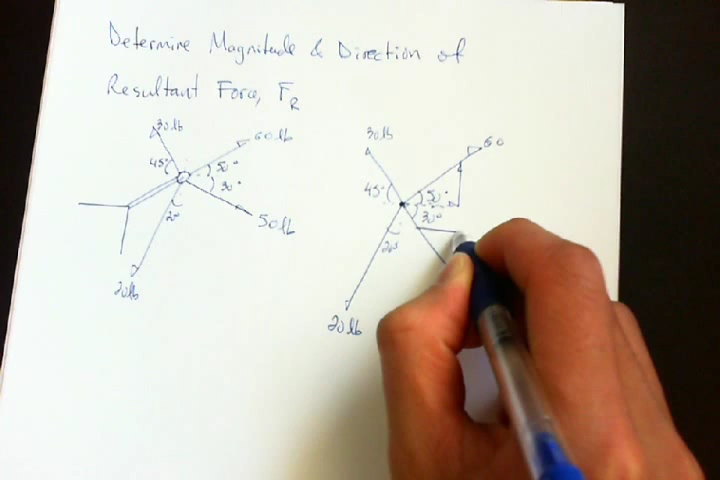 Determine Magnitude & Direction of
Resultant Force, F_R
30 lb
60 lb
45°
50°
30°
20°
50 lb
20 lb
30 lb
60
45°
50°
30°
20°
20 lb